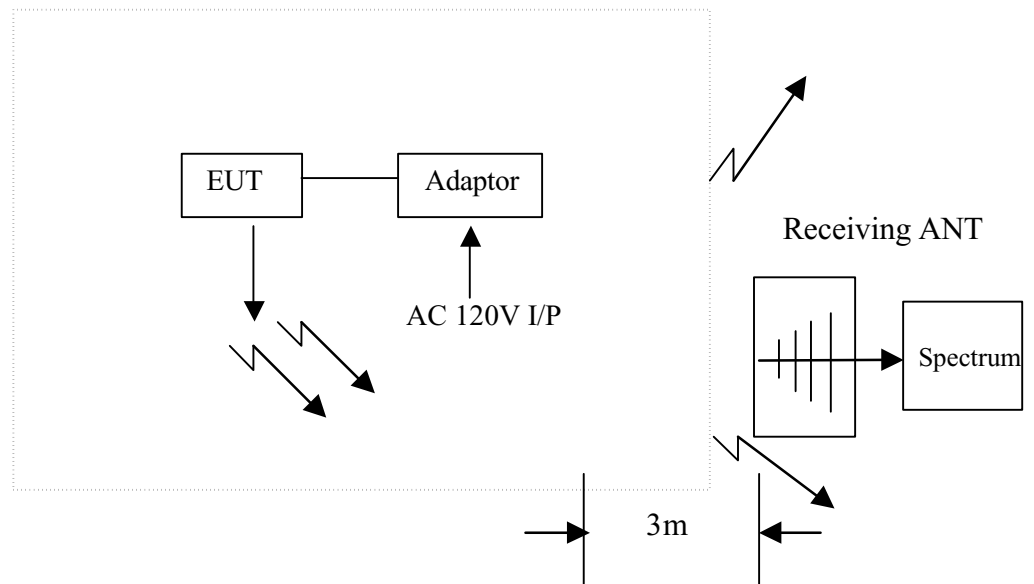 EUT
Adaptor
AC 120V I/P
Receiving ANT
Spectrum
3m